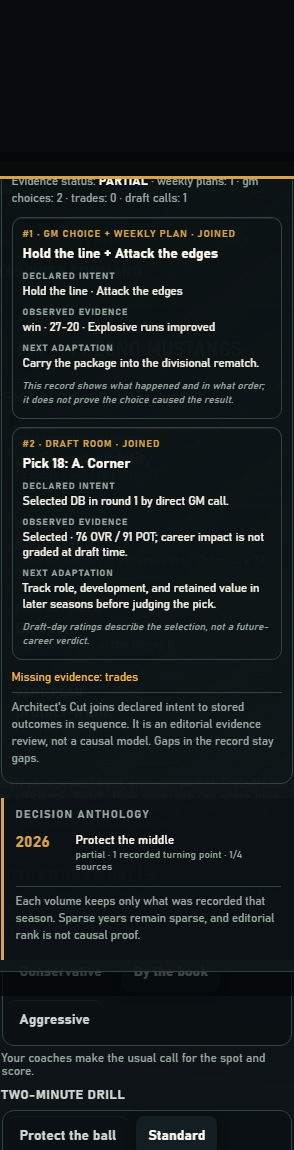 Evidence status: PARTIAL · weekly plans: 1 · gm
choices: 2 · trades: 0 · draft calls: 1
#1 · GM CHOICE + WEEKLY PLAN · JOINED
Hold the line + Attack the edges
DECLARED INTENT
Hold the line · Attack the edges
OBSERVED EVIDENCE
win · 27-20 · Explosive runs improved
NEXT ADAPTATION
Carry the package into the divisional rematch.
This record shows what happened and in what order;
it does not prove the choice caused the result.
#2 · DRAFT ROOM · JOINED
Pick 18: A. Corner
DECLARED INTENT
Selected DB in round 1 by direct GM call.
OBSERVED EVIDENCE
Selected · 76 OVR / 91 POT; career impact is not
graded at draft time.
NEXT ADAPTATION
Track role, development, and retained value in
later seasons before judging the pick.
Draft-day ratings describe the selection, not a future-
career verdict.
Missing evidence: trades
Architect's Cut joins declared intent to stored
outcomes in sequence. It is an editorial evidence
review, not a causal model. Gaps in the record stay
gaps.
DECISION ANTHOLOGY
2026 Protect the middle
partial · 1 recorded turning point · 1/4
sources
Each volume keeps only what was recorded that
season. Sparse years remain sparse, and editorial
rank is not causal proof.
Conservative By the book
Aggressive
Your coaches make the usual call for the spot and
score.
TWO-MINUTE DRILL
Protect the ball Standard